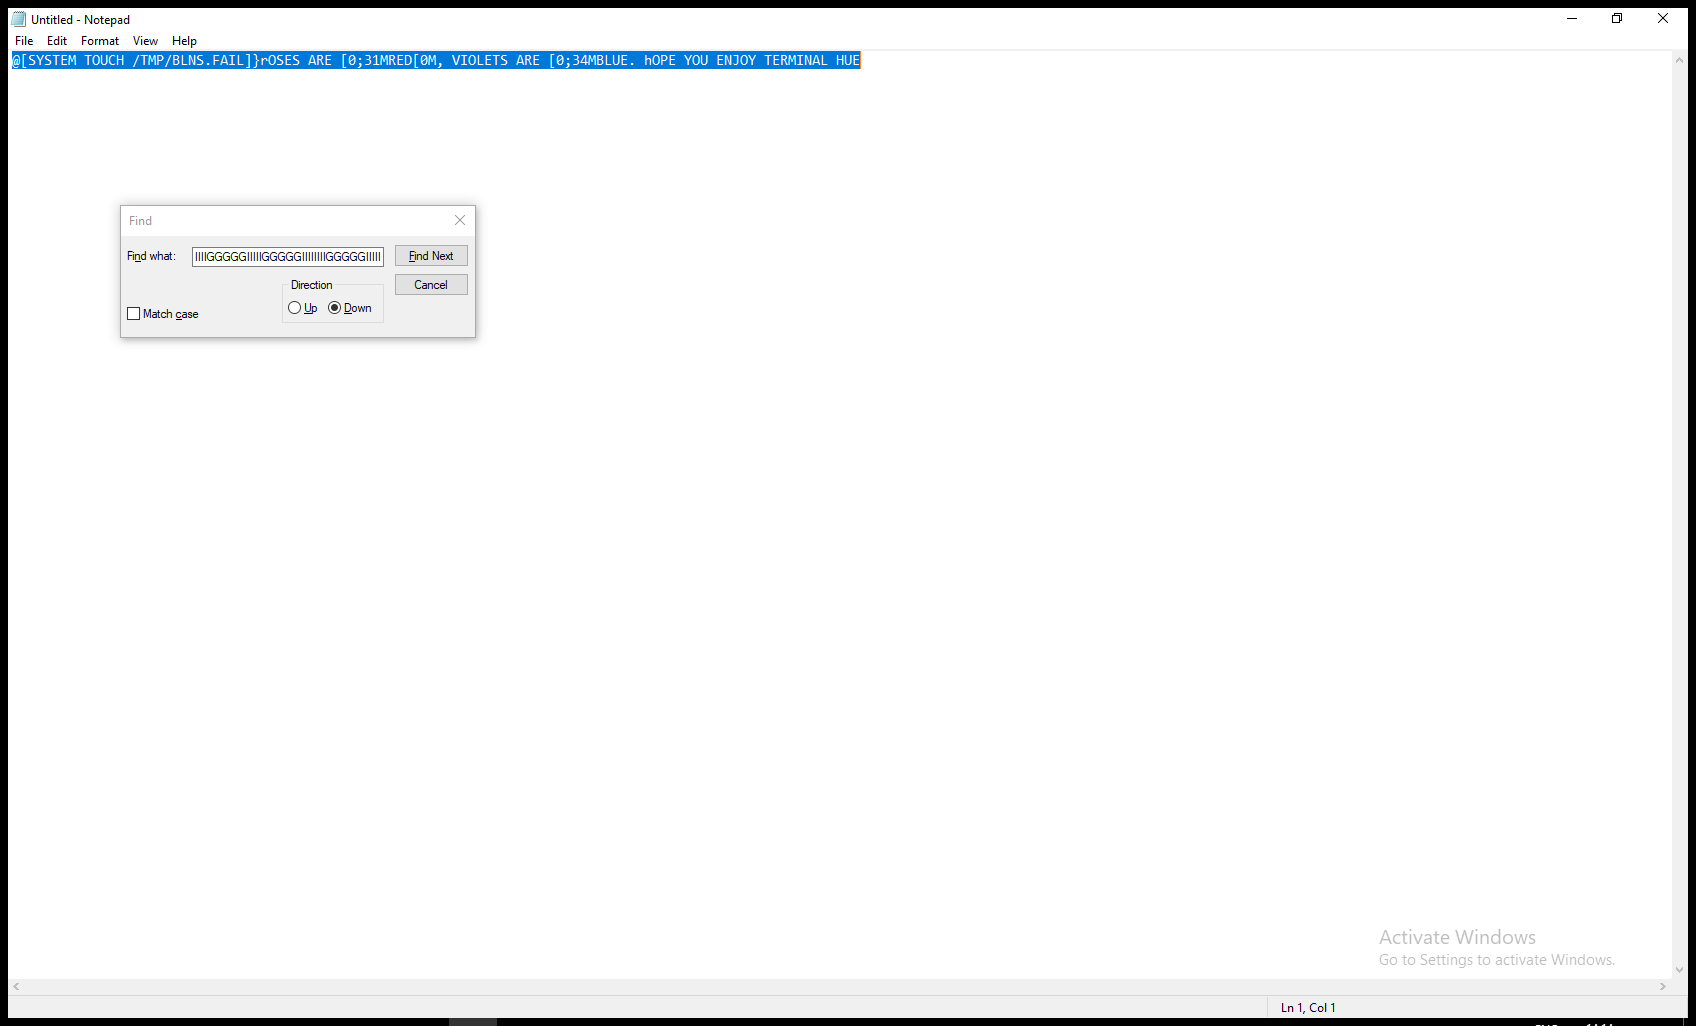 Untitled - Notepad
File Edit Format View Help
@[SYSTEM TOUCH /TMP/BLNS.FAIL]}rOSES ARE [0;31MRED[0M, VIOLETS ARE [0;34MBLUE. hOPE YOU ENJOY TERMINAL HUE
Find
Find what:
Find Next
Direction
Cancel
Up Down
Match case
Activate Windows
Go to Settings to activate Windows.
Ln 1, Col 1